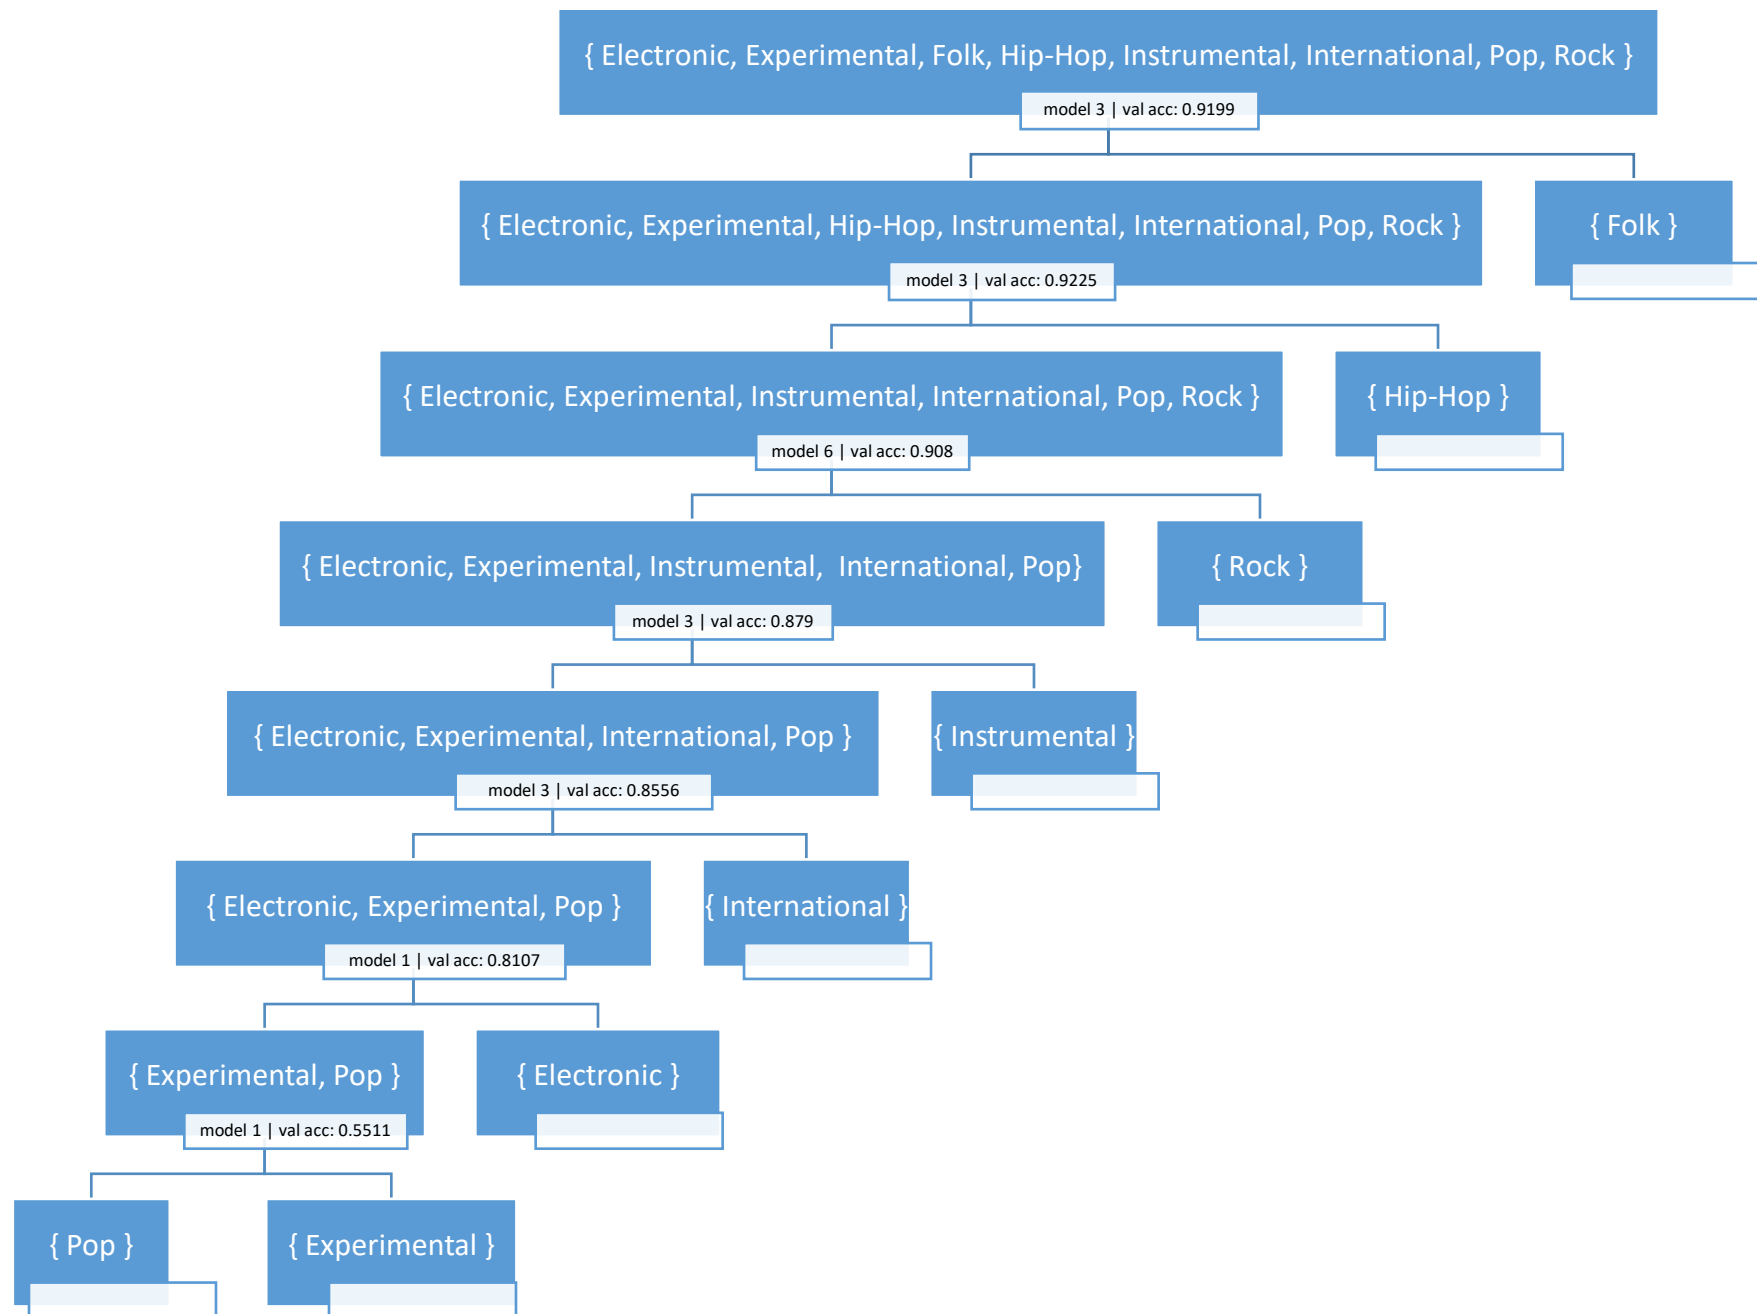 { Electronic, Experimental, Folk, Hip-Hop, Instrumental, International, Pop, Rock }
model 3 | val acc: 0.9199
{ Electronic, Experimental, Hip-Hop, Instrumental, International, Pop, Rock }
{ Folk }
model 3 | val acc: 0.9225
{ Electronic, Experimental, Instrumental, International, Pop, Rock }
{ Hip-Hop }
model 6 | val acc: 0.908
{ Electronic, Experimental, Instrumental,  International, Pop}
{ Rock }
model 3 | val acc: 0.879
{ Electronic, Experimental, International, Pop }
{ Instrumental }
model 3 | val acc: 0.8556
{ Electronic, Experimental, Pop }
{ International }
model 1 | val acc: 0.8107
{ Experimental, Pop }
{ Electronic }
model 1 | val acc: 0.5511
{ Pop }
{ Experimental }